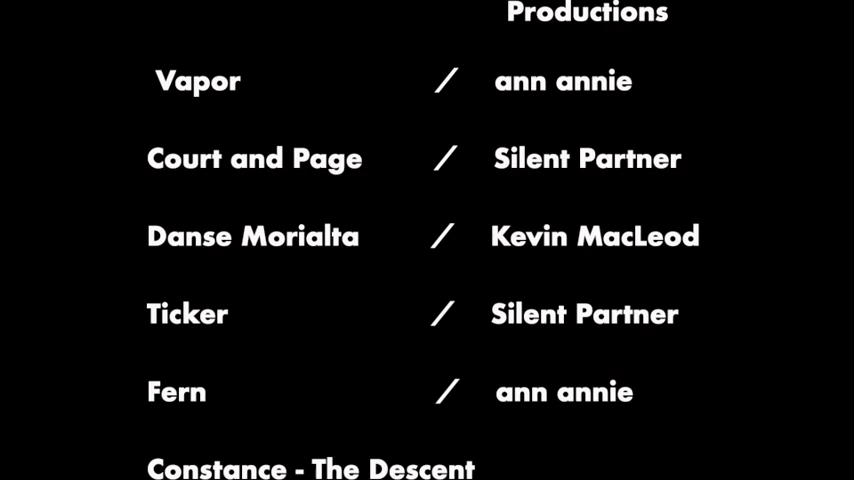 Productions
Vapor / ann annie
Court and Page / Silent Partner
Danse Morialta / Kevin MacLeod
Ticker / Silent Partner
Fern / ann annie
Constance - The Descent